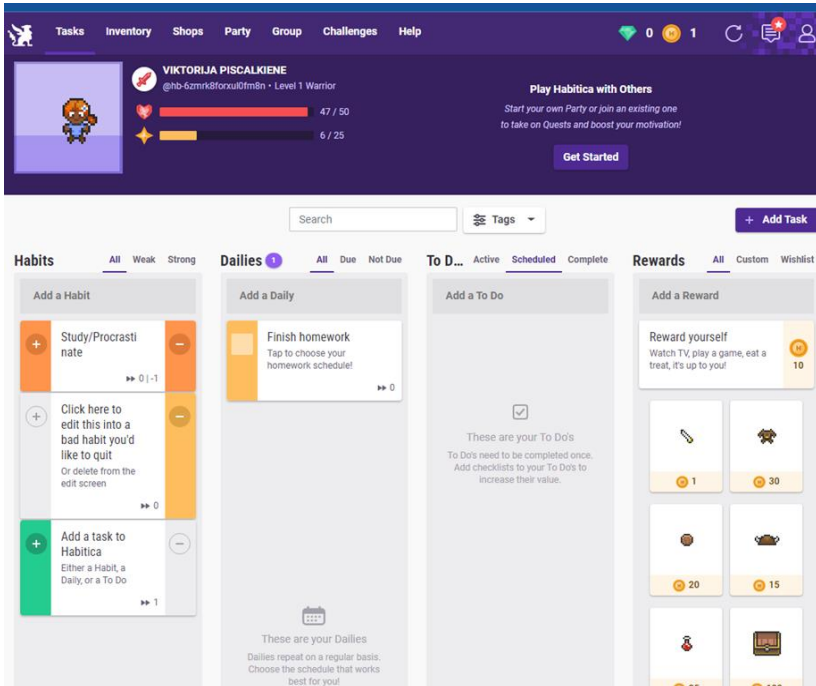 Tasks Inventory Shops Party Group Challenges Help 0 1
VIKTORIJA PISCALKIENE
@hb-6zmrk8forxul0fm8n • Level 1 Warrior
47 / 50
6 / 25
Play Habitica with Others
Start your own Party or join an existing one
to take on Quests and boost your motivation!
Get Started
Search
Tags
+ Add Task
Habits All Weak Strong
Add a Habit
Study/Procrasti
nate
0 | -1
Click here to
edit this into a
bad habit you'd
like to quit
Or delete from the
edit screen
0
Add a task to
Habitica
Either a Habit, a
Daily, or a To Do
1
Dailies 1 All Due Not Due
Add a Daily
Finish homework
Tap to choose your
homework schedule!
0
These are your Dailies
Dailies repeat on a regular basis.
Choose the schedule that works
best for you!
To D... Active Scheduled Complete
Add a To Do
These are your To Do's
To Do's need to be completed once.
Add checklists to your To Do's to
increase their value.
Rewards All Custom Wishlist
Add a Reward
Reward yourself
Watch TV, play a game, eat a
treat, it's up to you!
10
1 30
20 15